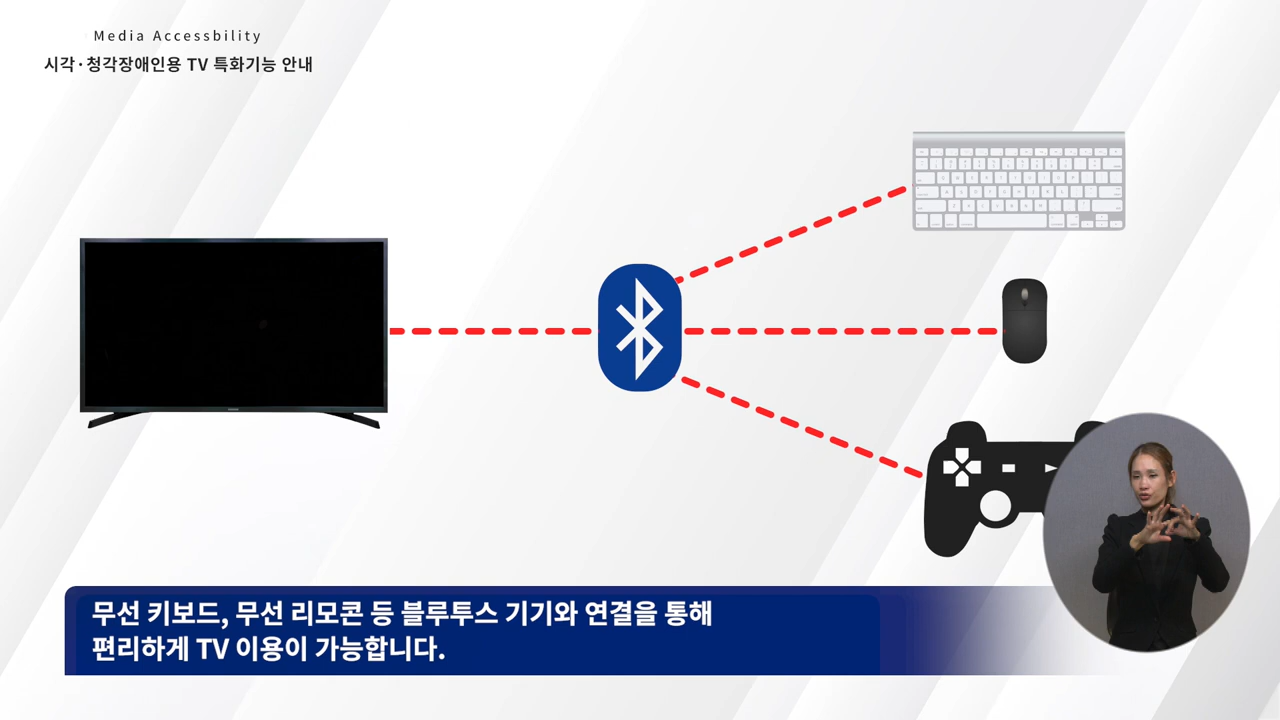 Media Accessbility
시각·청각장애인용 TV 특화기능 안내
무선 키보드, 무선 리모콘 등 블루투스 기기와 연결을 통해
편리하게 TV 이용이 가능합니다.